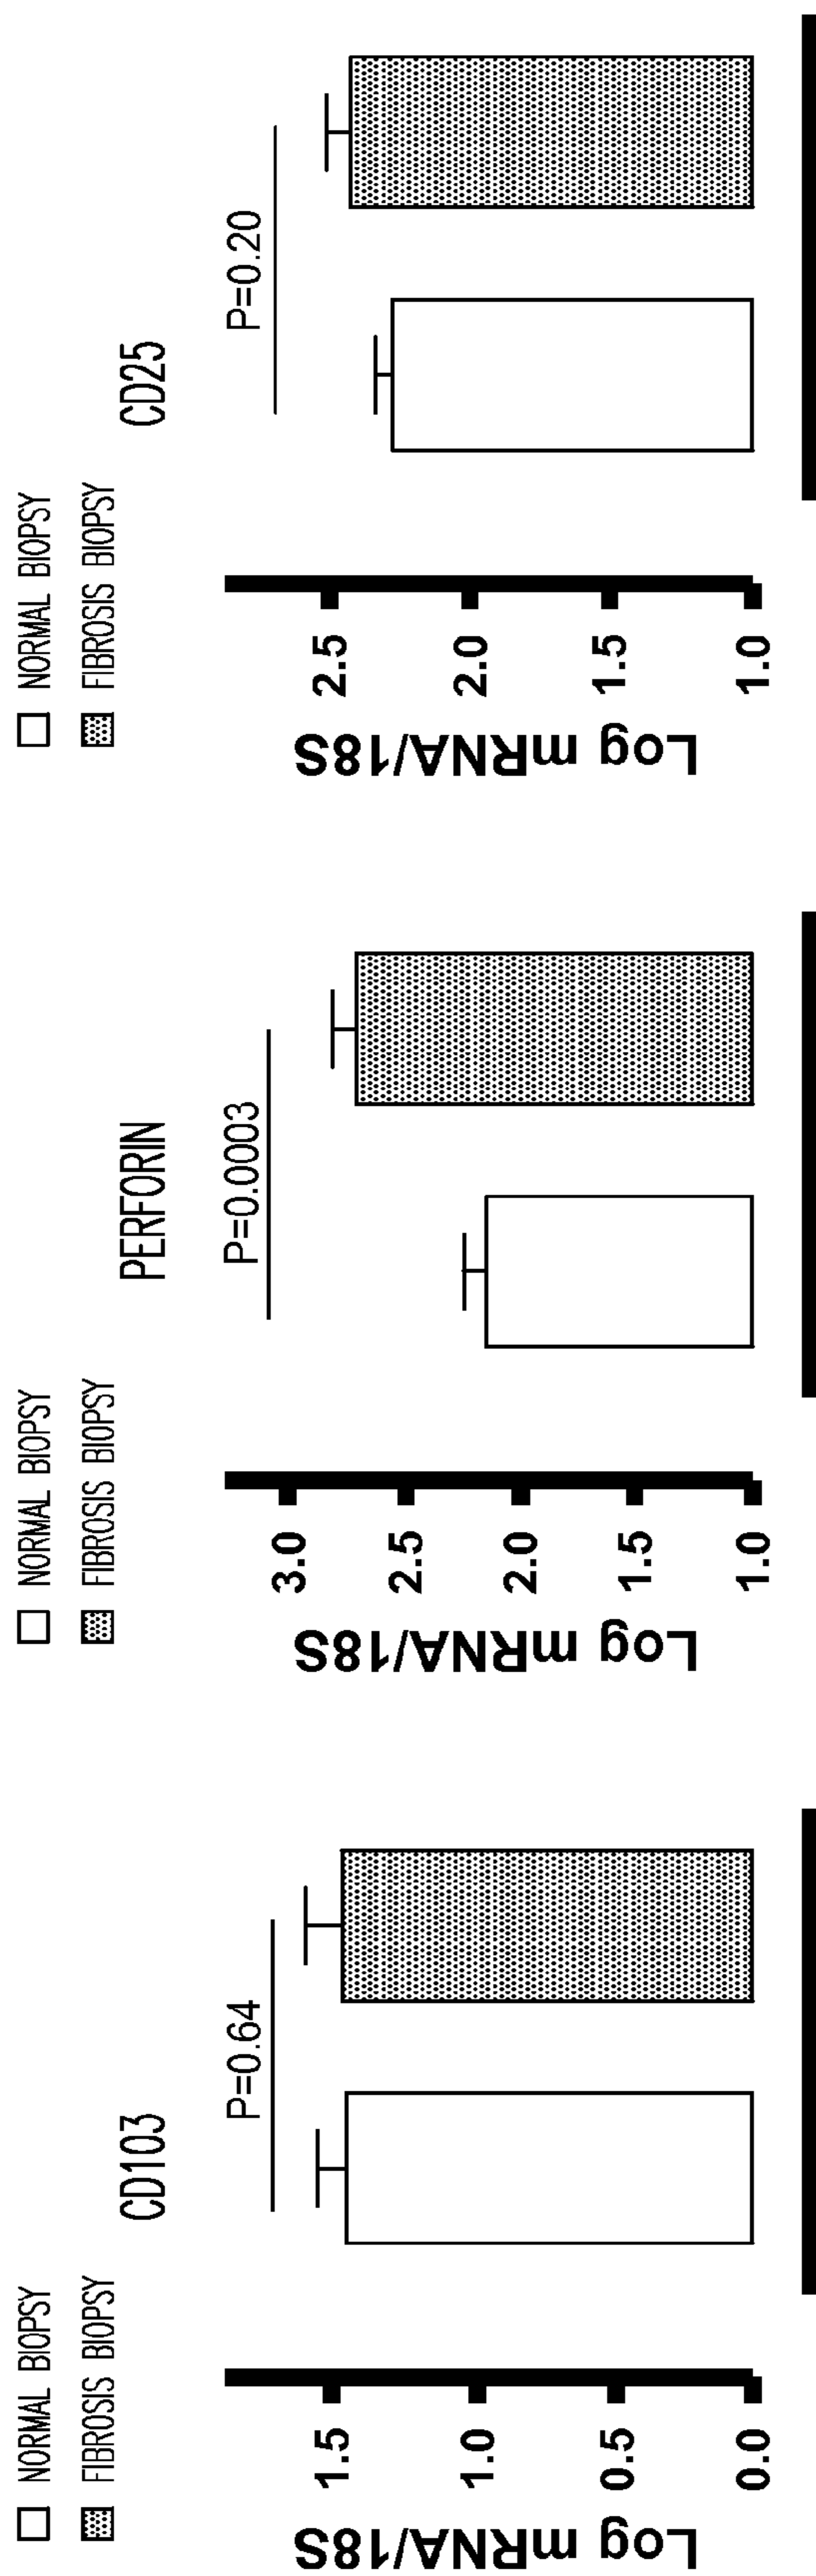 NORMAL BIOPSY
FIBROSIS BIOPSY
CD103
P=0.64
Log mRNA/18S
1.5
1.0
0.5
0.0
NORMAL BIOPSY
FIBROSIS BIOPSY
PERFORIN
P=0.0003
Log mRNA/18S
3.0
2.5
2.0
1.5
1.0
NORMAL BIOPSY
FIBROSIS BIOPSY
CD25
P=0.20
Log mRNA/18S
2.5
2.0
1.5
1.0